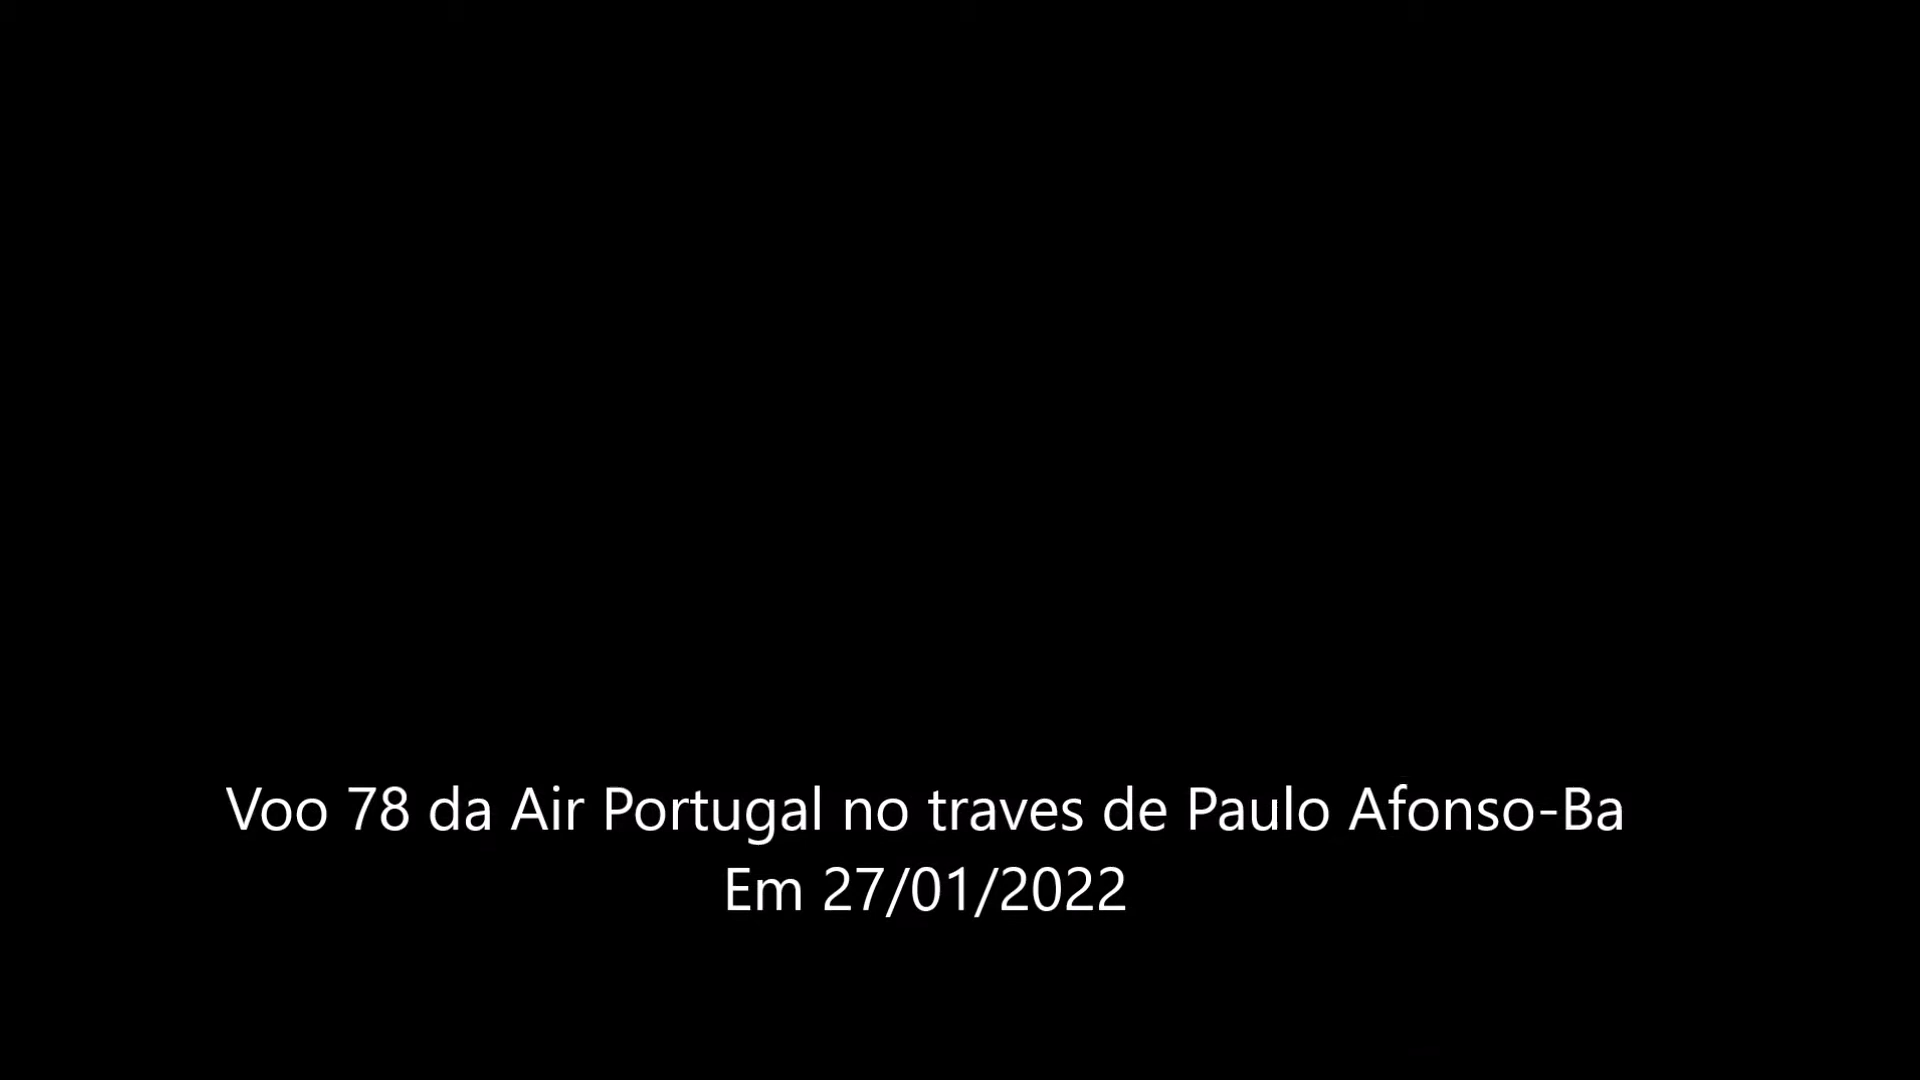 Voo 78 da Air Portugal no traves de Paulo Afonso-Ba
Em 27/01/2022